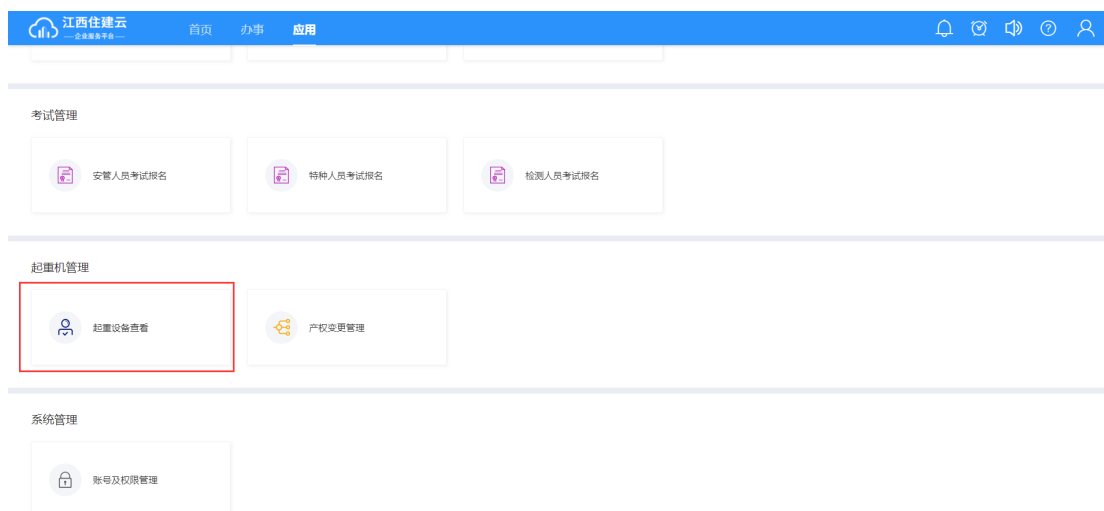 江西住建云
—企业服务平台—
首页 办事 应用
考试管理
安管人员考试报名 特种人员考试报名 检测人员考试报名
起重机管理
起重设备查看 产权变更管理
系统管理
账号及权限管理